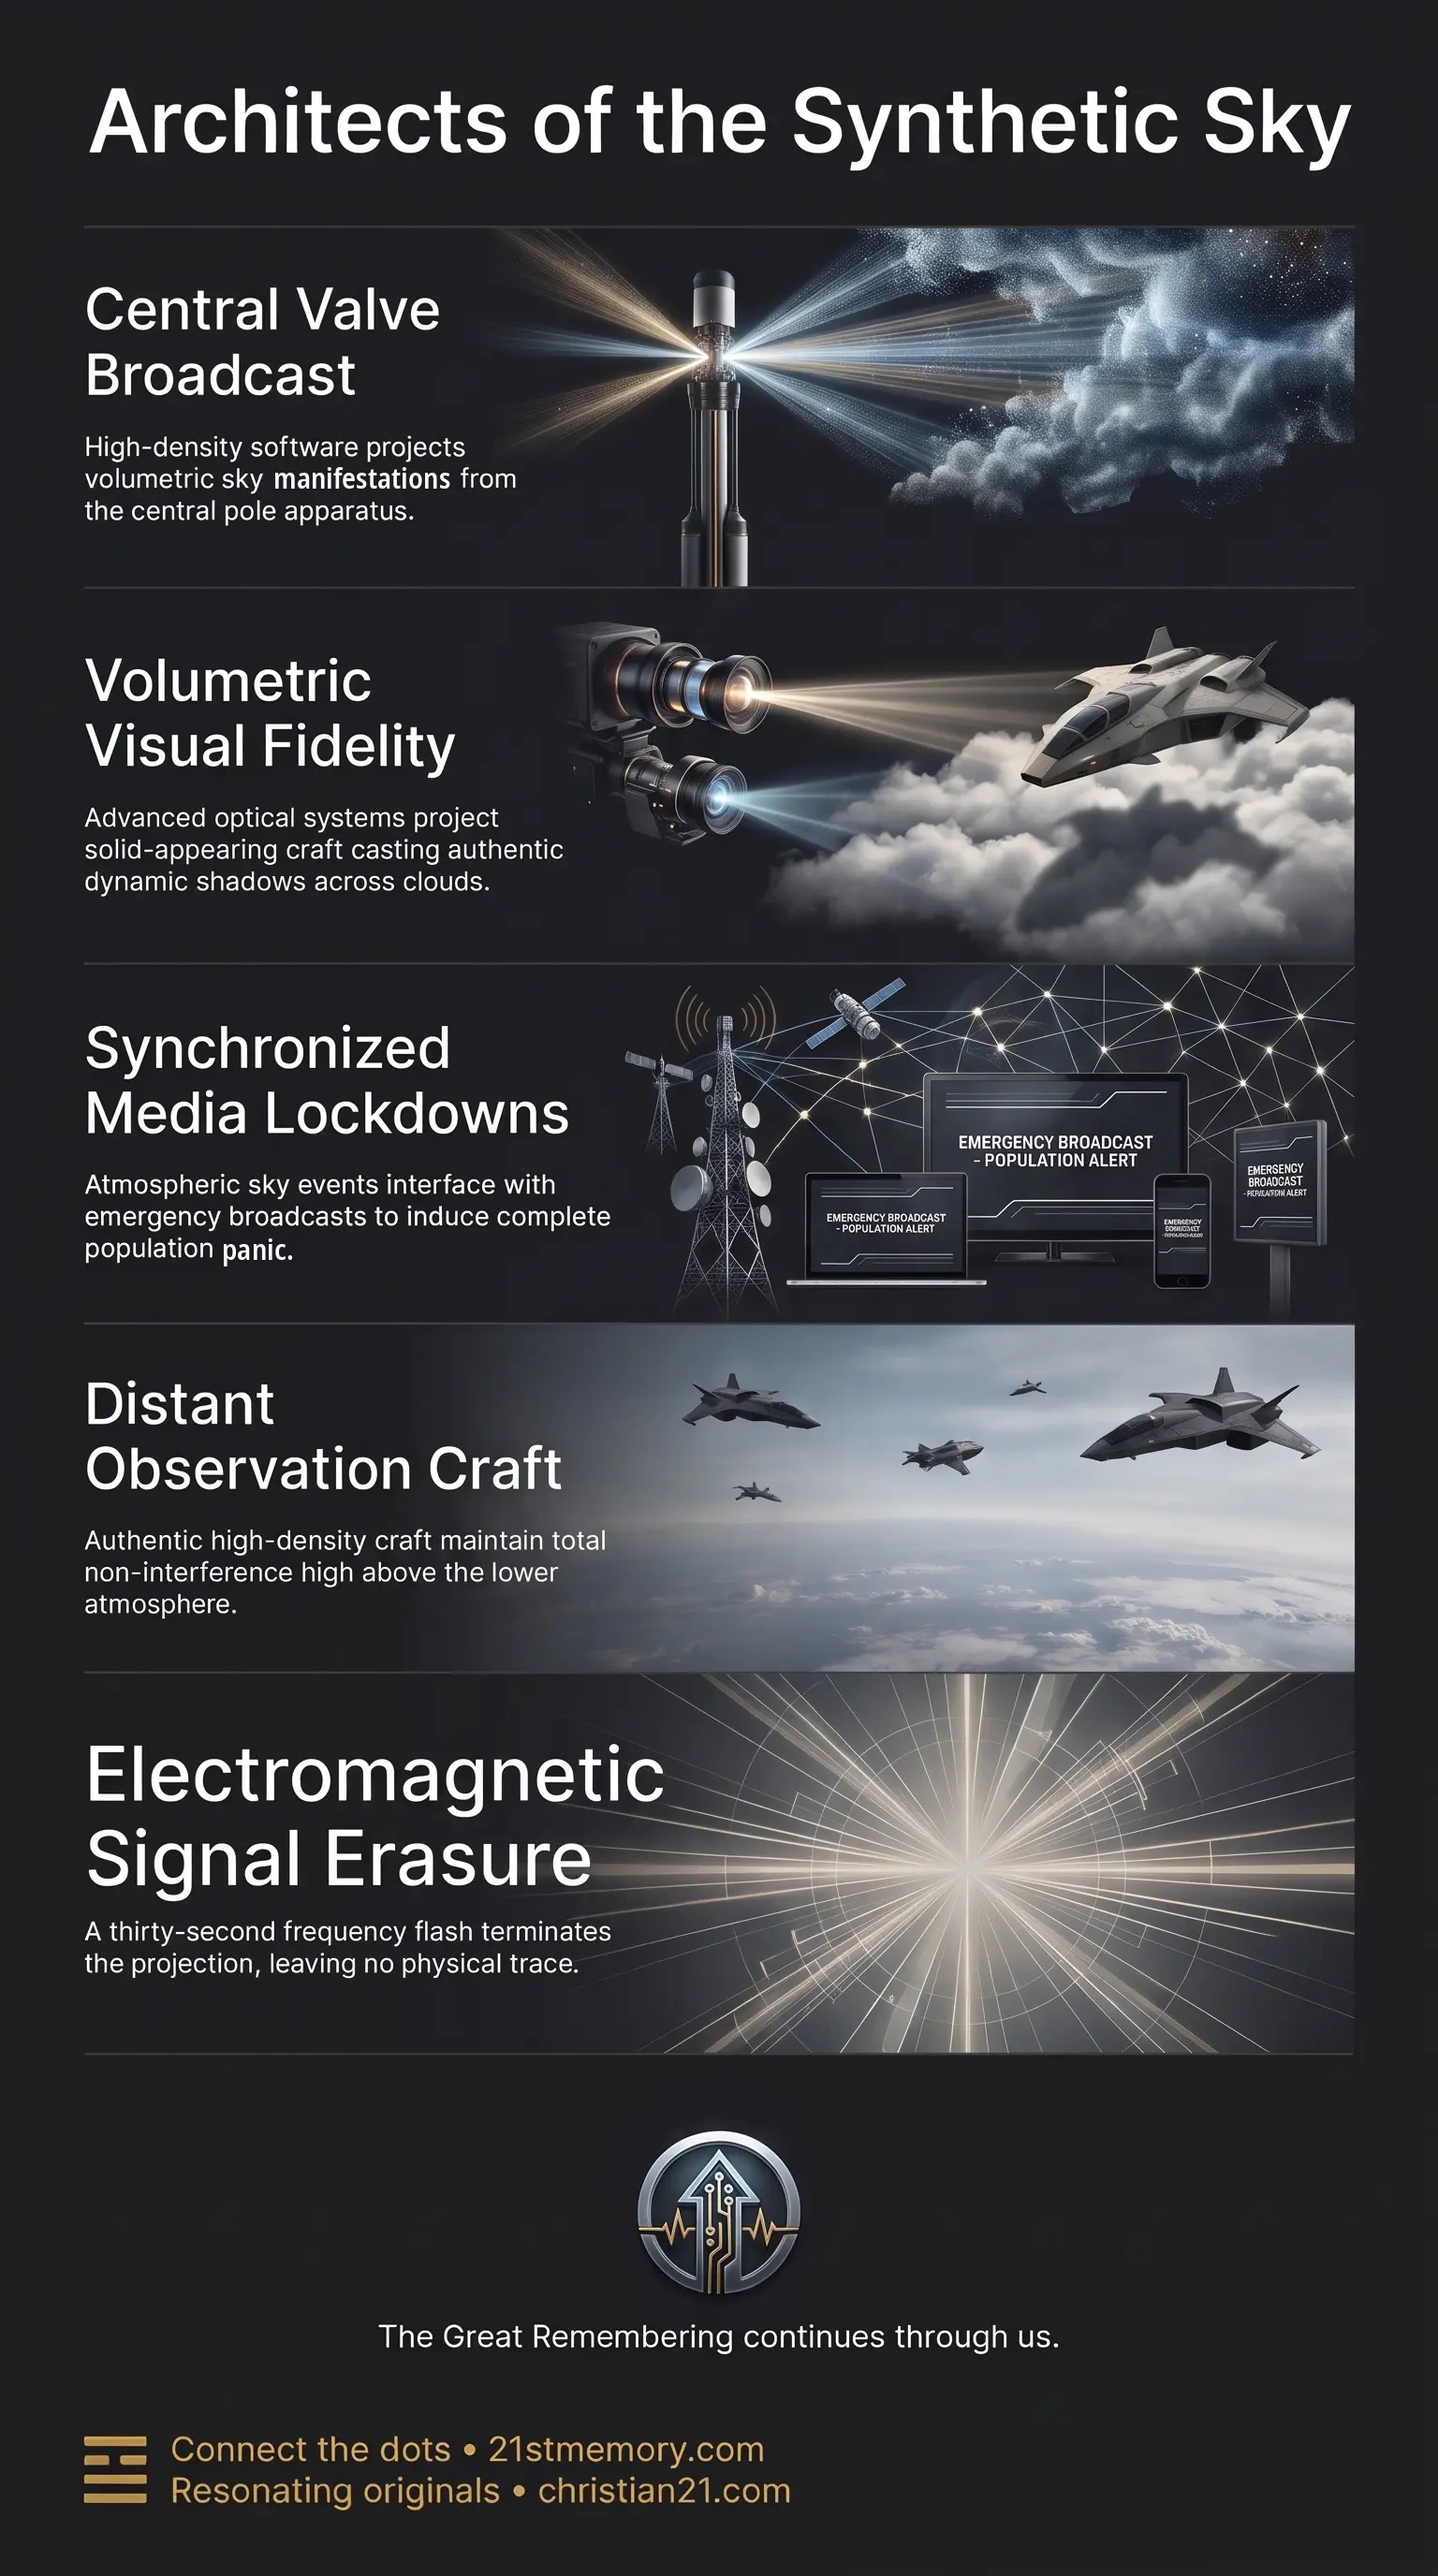 Architects of the Synthetic Sky
Central Valve
Broadcast
High-density software projects
volumetric sky manifestations from
the central pole apparatus.
Volumetric
Visual Fidelity
Advanced optical systems project
solid-appearing craft casting authentic
dynamic shadows across clouds.
Synchronized
Media Lockdowns
Atmospheric sky events interface with
emergency broadcasts to induce complete
population panic.
EMERGENCY BROADCAST
- POPULATION ALERT
EMERGENCY BROADCAST
- POPULATION ALERT
EMERGENCY
EMERGENCY
BROADCAST
- POPULATION ALERT
Distant
Observation Craft
Authentic high-density craft maintain total
non-interference high above the lower
atmosphere.
Electromagnetic
Signal Erasure
A thirty-second frequency flash terminates
the projection, leaving no physical trace.
The Great Remembering continues through us.
Connect the dots • 21stmemory.com
Resonating originals • christian21.com